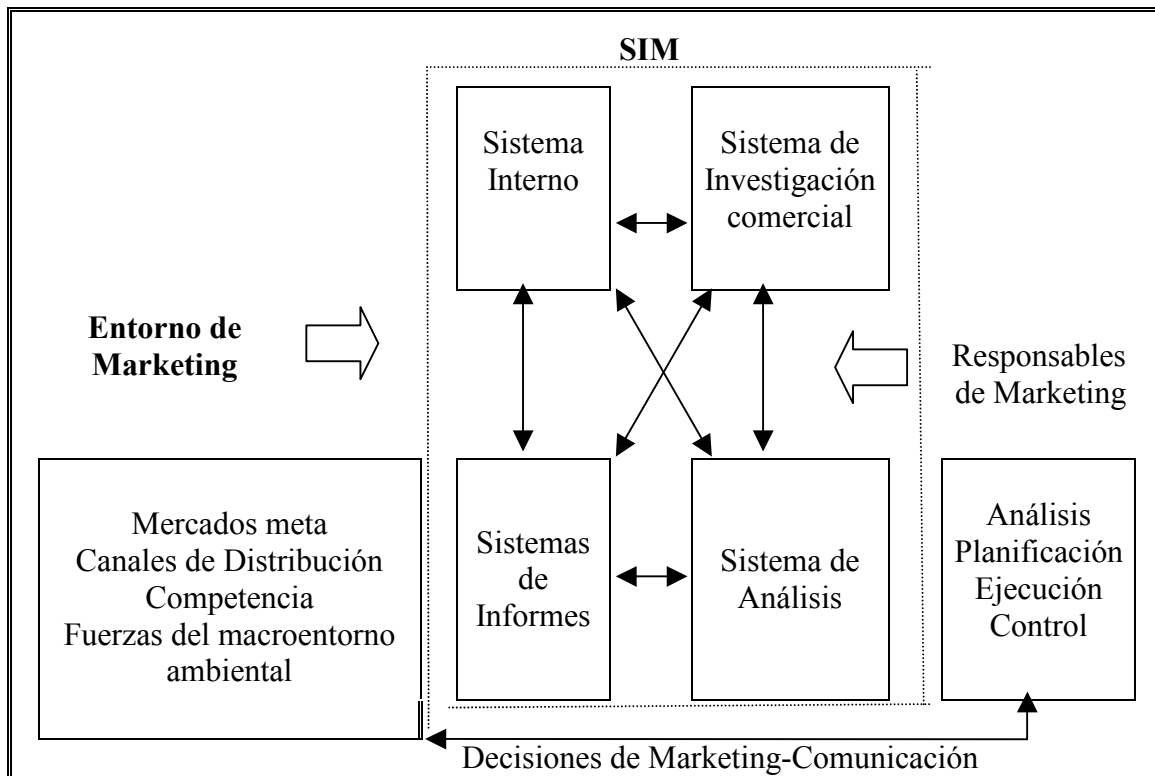 SIM
Sistema
Interno
Sistema de
Investigación
comercial
Entorno de
Marketing
Responsables
de Marketing
Mercados meta
Canales de Distribución
Competencia
Fuerzas del macroentorno
ambiental
Sistemas
de
Informes
Sistema de
Análisis
Análisis
Planificación
Ejecución
Control
Decisiones de Marketing-Comunicación